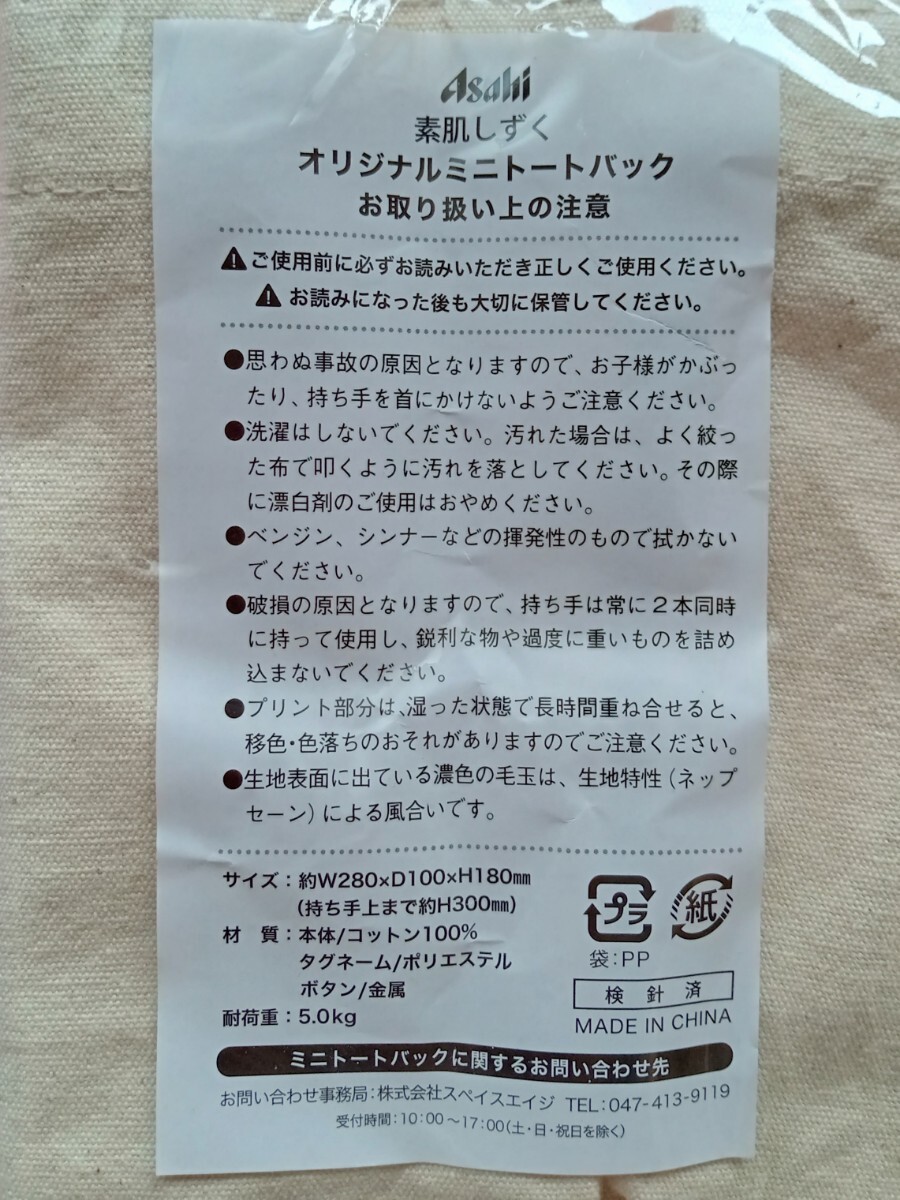 Asahi
素肌しずく
オリジナルミニトートバック
お取り扱い上の注意
ご使用前に必ずお読みいただき正しくご使用ください。
お読みになった後も大切に保管してください。
●思わぬ事故の原因となりますので、お子様がかぶっ
たり、持ち手を首にかけないようご注意ください。
●洗濯はしないでください。汚れた場合は、よく絞っ
た布で叩くように汚れを落としてください。その際
に漂白剤のご使用はおやめください。
●ベンジン、シンナーなどの揮発性のもので拭かない
でください。
●破損の原因となりますので、持ち手は常に2本同時
に持って使用し、鋭利な物や過度に重いものを詰め
込まないでください。
●プリント部分は、湿った状態で長時間重ね合せると、
移色・色落ちのおそれがありますのでご注意ください。
●生地表面に出ている濃色の毛玉は、生地特性(ネップ
セーン)による風合いです。
サイズ:約W280×D100×H180㎜
(持ち手上まで約H300㎜)
材 質:本体/コットン100%
タグネーム/ポリエステル
ボタン/金属
耐荷重:5.0kg
プラ
紙
袋:PP
検針済
MADE IN CHINA
ミニトートバックに関するお問い合わせ先
お問い合わせ事務局:株式会社スペイスエイジ TEL:047-413-9119
受付時間:10:00〜17:00(土・日・祝日を除く)